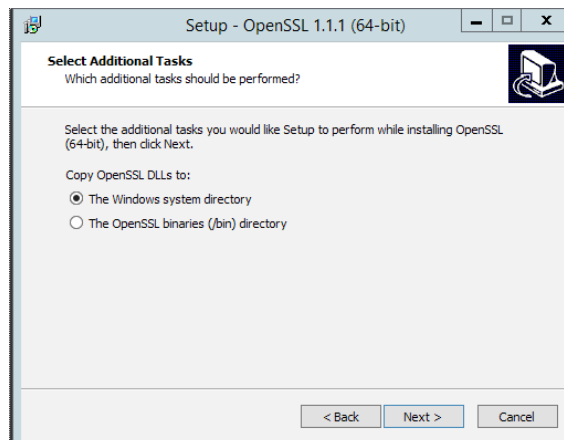 Setup - OpenSSL 1.1.1 (64-bit)
Select Additional Tasks
Which additional tasks should be performed?
Select the additional tasks you would like Setup to perform while installing OpenSSL
(64-bit), then click Next.
Copy OpenSSL DLLs to:
The Windows system directory
The OpenSSL binaries (/bin) directory
< Back
Next >
Cancel